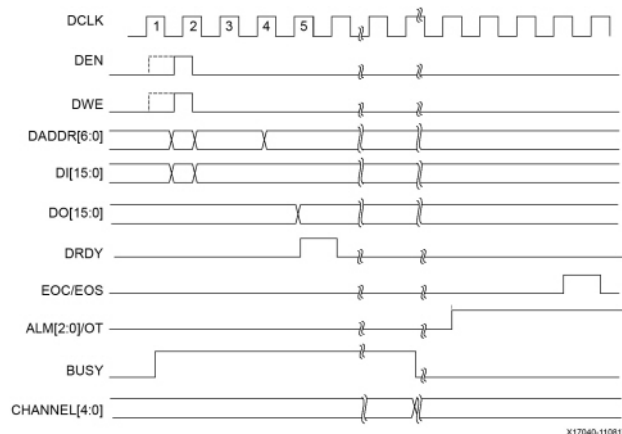 DCLK
1 2 3 4 5
DEN
DWE
DADDR[6:0]
DI[15:0]
DO[15:0]
DRDY
EOC/EOS
ALM[2:0]/OT
BUSY
CHANNEL[4:0]
X17040-11081